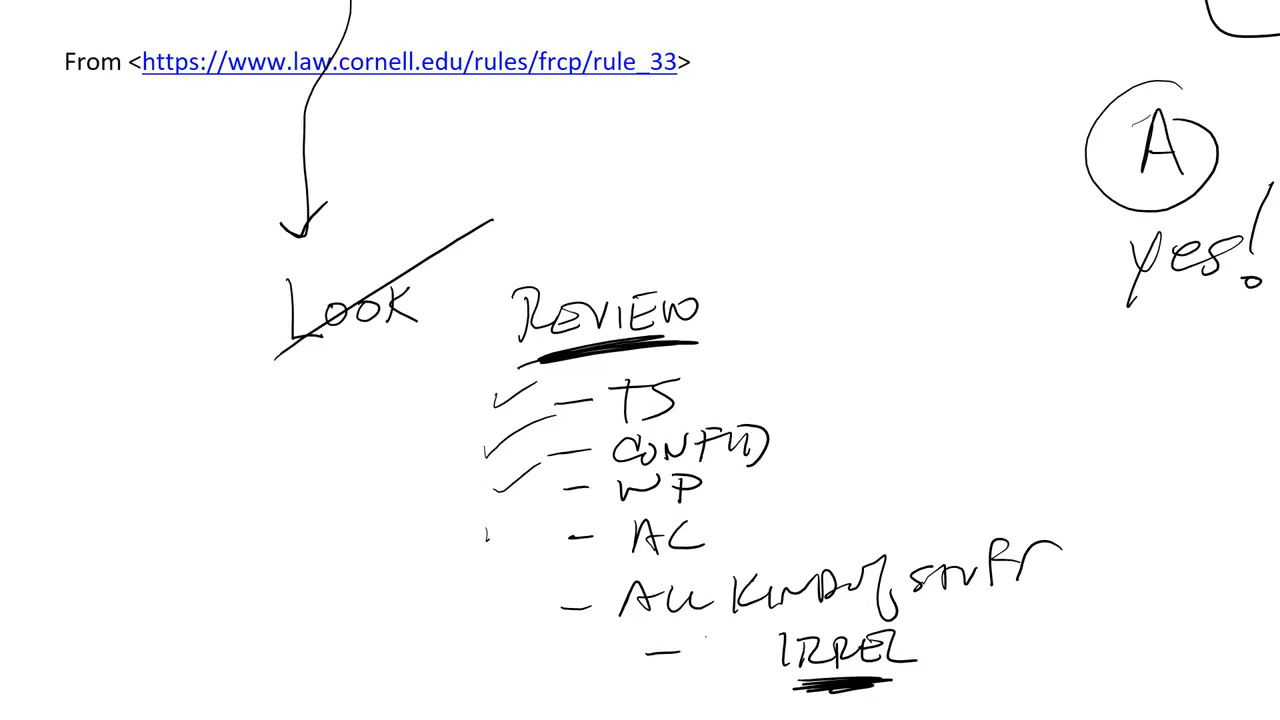 From <https://www.law.cornell.edu/rules/frcp/rule_33>
A
yes!
Look
REVIEW
- TS
- CONFID
- WP
- AC
- ALL KIND of STUFF
- IRREL